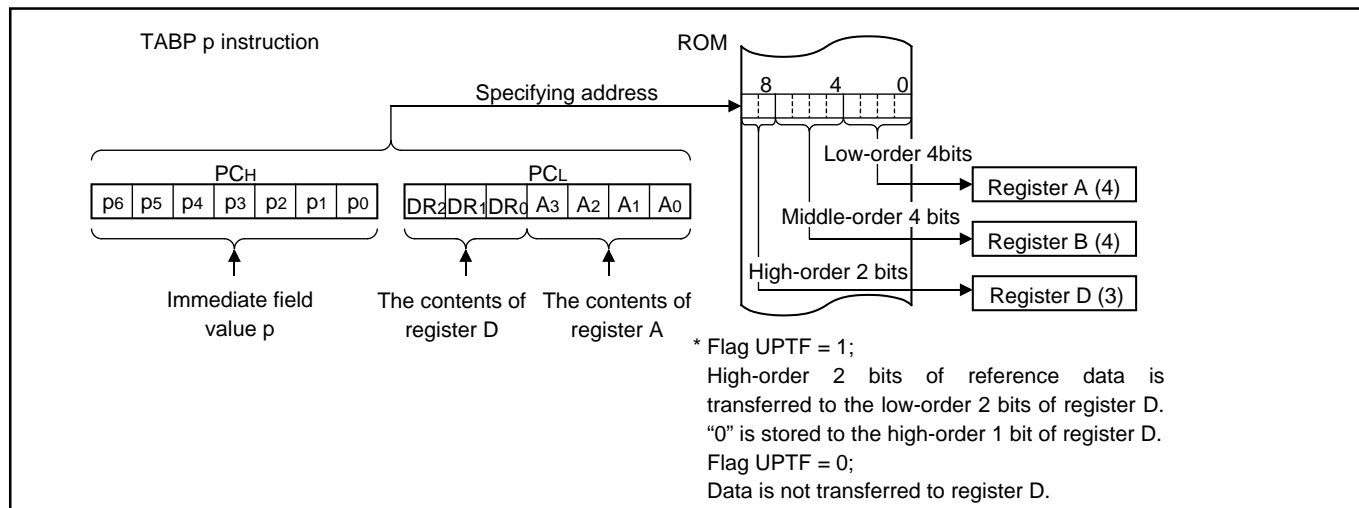 TABP p instruction
ROM
8 4 0
Specifying address
Low-order 4bits
PCH
PCL
p6 p5 p4 p3 p2 p1 p0
DR2 DR1 DR0 A3 A2 A1 A0
Register A (4)
Middle-order 4 bits
Register B (4)
High-order 2 bits
Register D (3)
Immediate field
value p
The contents of
register D
The contents of
register A
* Flag UPTF = 1;
High-order 2 bits of reference data is
transferred to the low-order 2 bits of register D.
“0” is stored to the high-order 1 bit of register D.
Flag UPTF = 0;
Data is not transferred to register D.